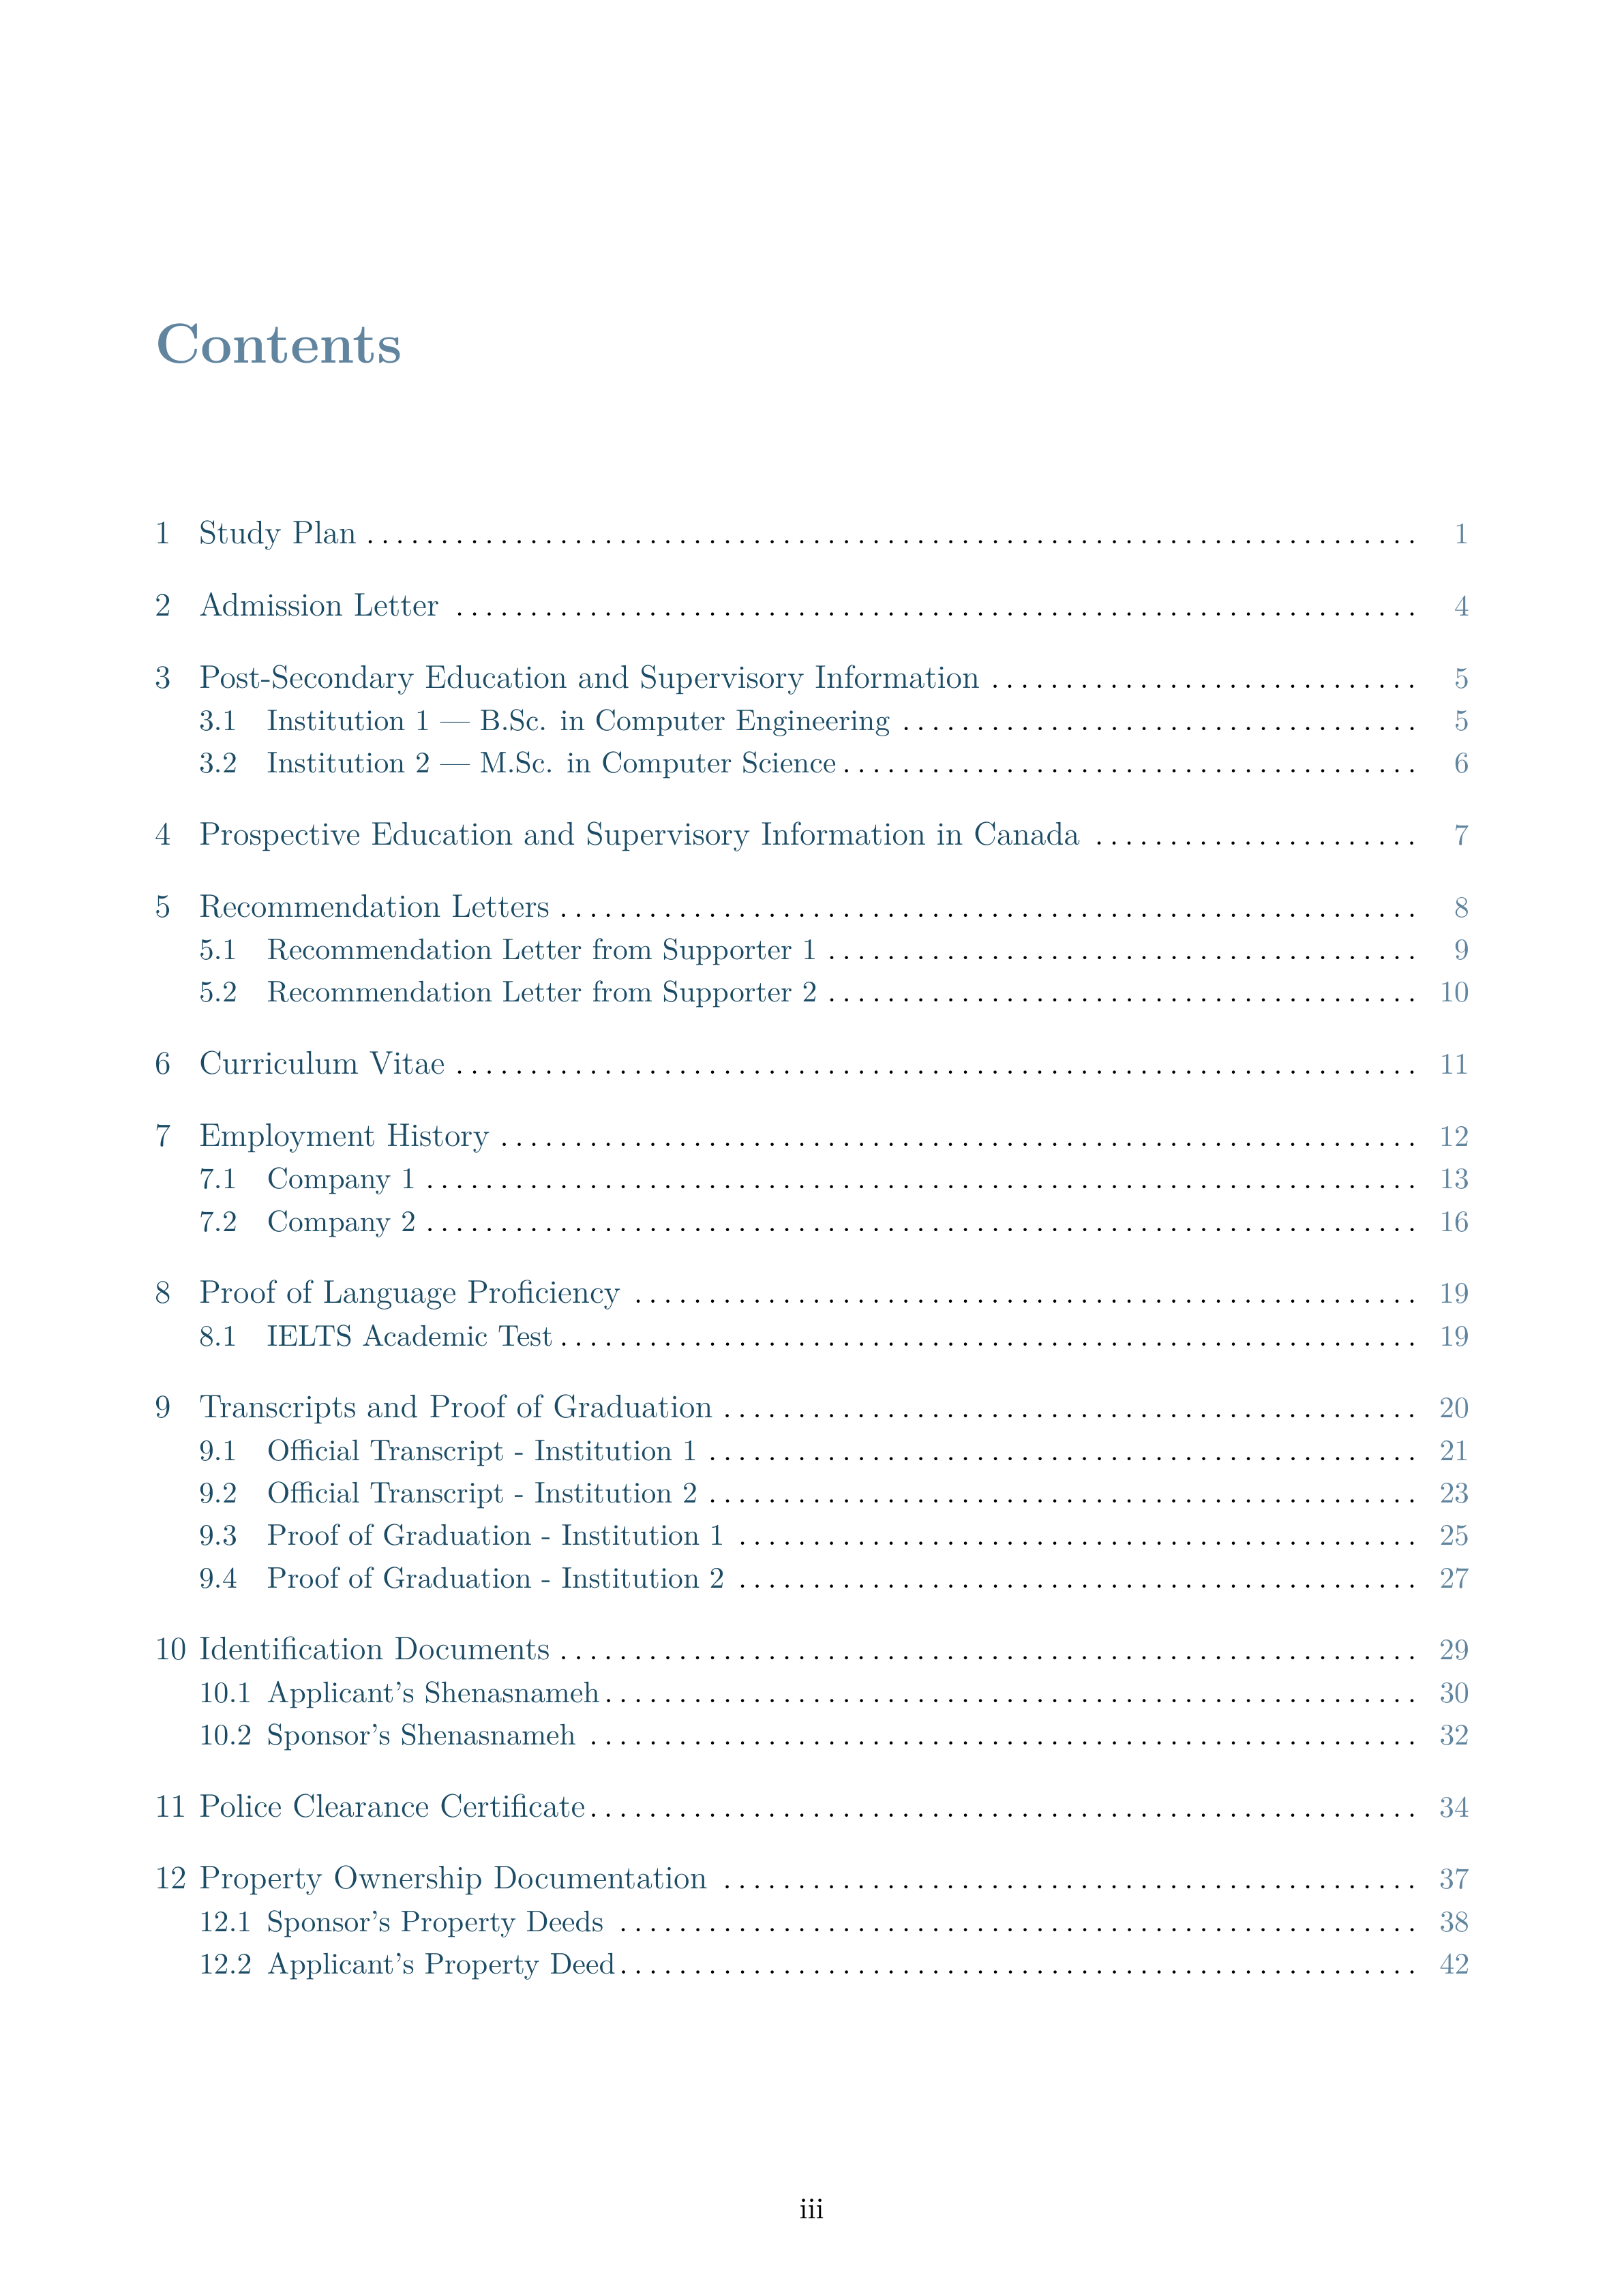 Contents
1 Study Plan . . . . . . . . . . . . . . . . . . . . . . . . . . . . . . 1
2 Admission Letter . . . . . . . . . . . . . . . . . . . . . . . . . . . . . . 4
3 Post-Secondary Education and Supervisory Information . . . . . . . . . . . . . . . . . . . . 5
3.1 Institution 1 — B.Sc. in Computer Engineering . . . . . . . . . . . . . . . . . . . . 5
3.2 Institution 2 — M.Sc. in Computer Science . . . . . . . . . . . . . . . . . . . . 6
4 Prospective Education and Supervisory Information in Canada . . . . . . . . . . . . . . . . . . . . 7
5 Recommendation Letters . . . . . . . . . . . . . . . . . . . . 8
5.1 Recommendation Letter from Supporter 1 . . . . . . . . . . . . . . . . . . . . 9
5.2 Recommendation Letter from Supporter 2 . . . . . . . . . . . . . . . . . . . . 10
6 Curriculum Vitae . . . . . . . . . . . . . . . . . . . . 11
7 Employment History . . . . . . . . . . . . . . . . . . . . 12
7.1 Company 1 . . . . . . . . . . . . . . . . . . . . 13
7.2 Company 2 . . . . . . . . . . . . . . . . . . . . 16
8 Proof of Language Proficiency . . . . . . . . . . . . . . . . . . . . 19
8.1 IELTS Academic Test . . . . . . . . . . . . . . . . . . . . 19
9 Transcripts and Proof of Graduation . . . . . . . . . . . . . . . . . . . . 20
9.1 Official Transcript - Institution 1 . . . . . . . . . . . . . . . . . . . . 21
9.2 Official Transcript - Institution 2 . . . . . . . . . . . . . . . . . . . . 23
9.3 Proof of Graduation - Institution 1 . . . . . . . . . . . . . . . . . . . . 25
9.4 Proof of Graduation - Institution 2 . . . . . . . . . . . . . . . . . . . . 27
10 Identification Documents . . . . . . . . . . . . . . . . . . . . 29
10.1 Applicant's Shenasnameh . . . . . . . . . . . . . . . . . . . . 30
10.2 Sponsor's Shenasnameh . . . . . . . . . . . . . . . . . . . . 32
11 Police Clearance Certificate . . . . . . . . . . . . . . . . . . . . 34
12 Property Ownership Documentation . . . . . . . . . . . . . . . . . . . . 37
12.1 Sponsor's Property Deeds . . . . . . . . . . . . . . . . . . . . 38
12.2 Applicant's Property Deed . . . . . . . . . . . . . . . . . . . . 42
iii